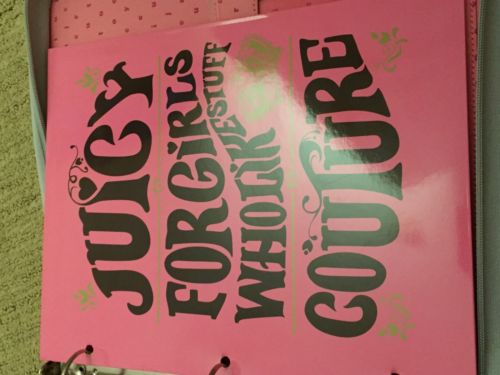 JUICY
FOR GIRLS
WHO LIKE STUFF
COUTURE